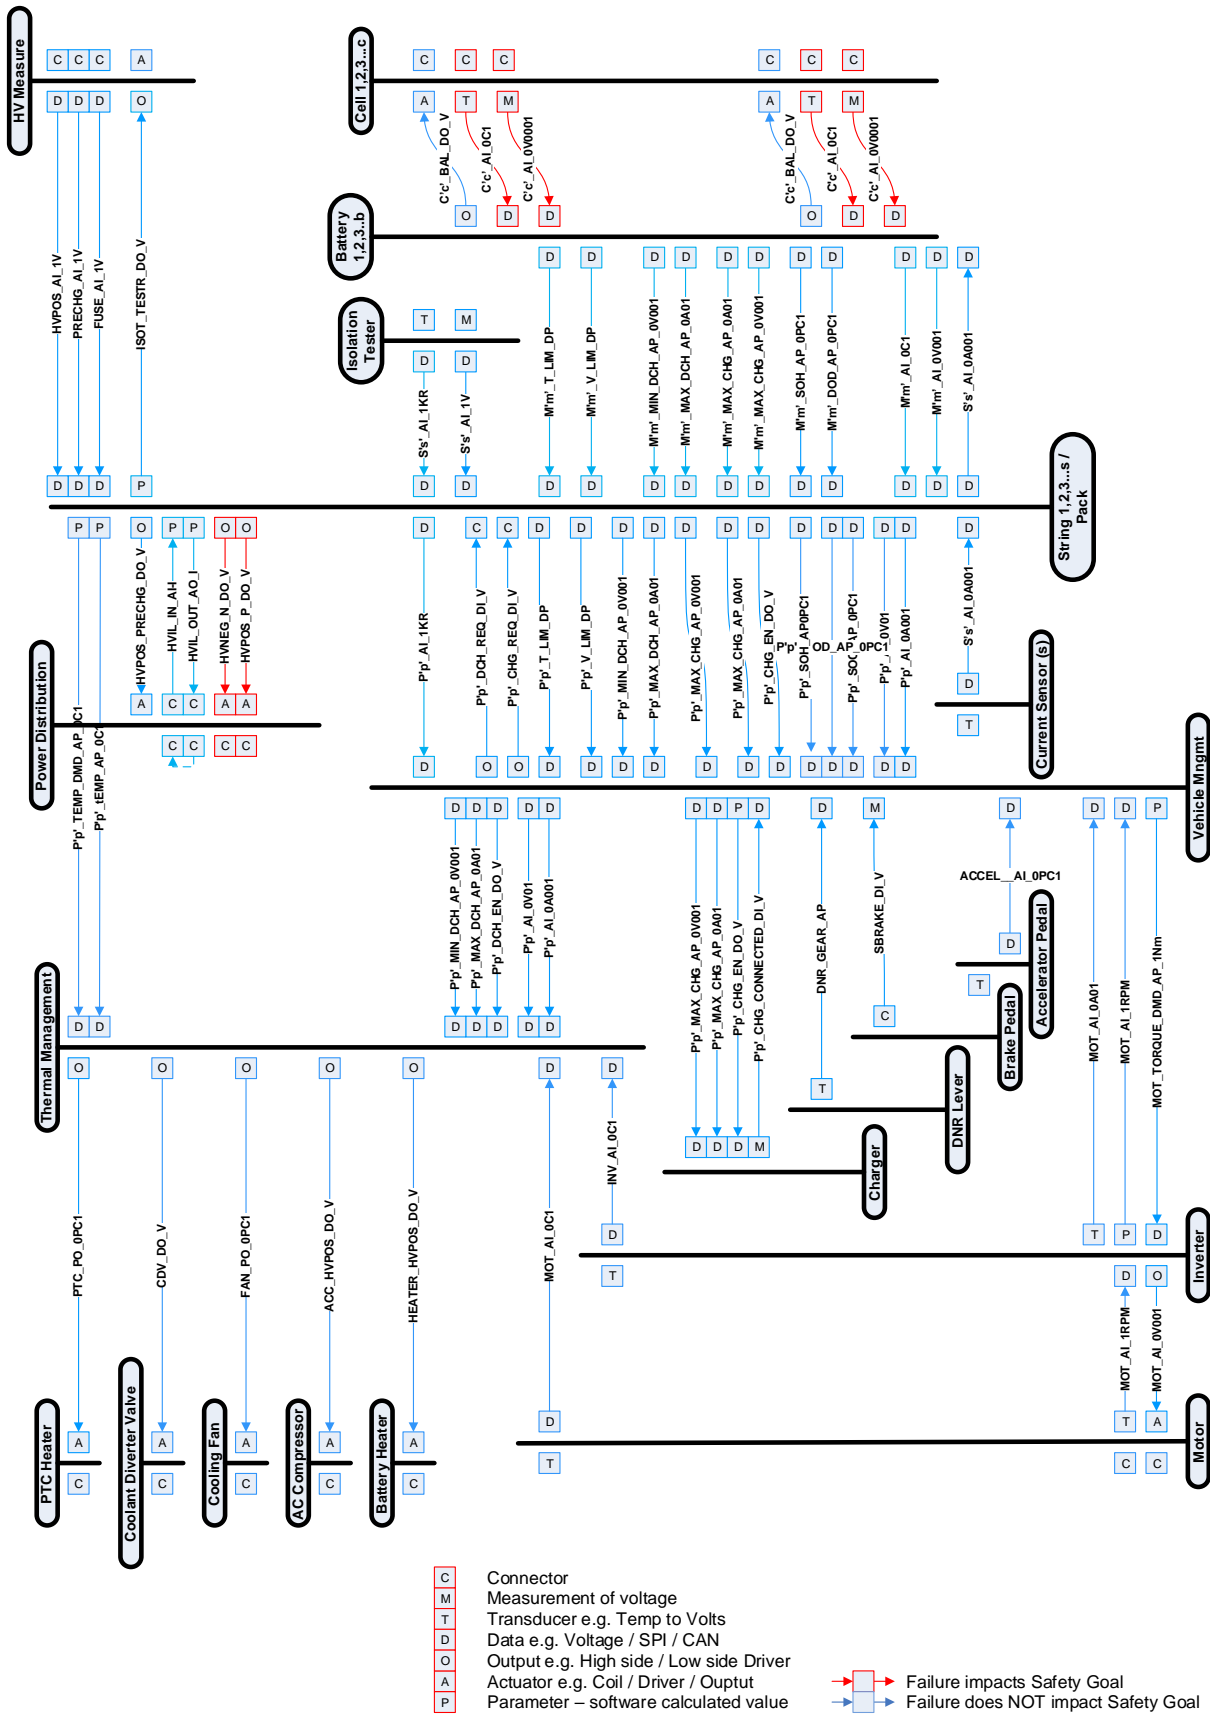 HV Measure
C C C A
D D D O
HVPOS_AI_1V
PRECHG_AI_1V
FUSE_AI_1V
ISOT_TESTR_DO_V
D D D P
Cell 1,2,3...c
C C C C C C
A T M A T M
C'c'_BAL_DO_V
C'c'_AI_0C1
C'c'_AI_0V0001
C'c'_BAL_DO_V
C'c'_AI_0C1
C'c'_AI_0V0001
O D D O D D
Battery
1,2,3..b
D D D D D D D D D D D
M'm'_T_LIM_DP
M'm'_V_LIM_DP
M'm'_MIN_DCH_AP_0V001
M'm'_MAX_DCH_AP_0A01
M'm'_MAX_CHG_AP_0A01
M'm'_MAX_CHG_AP_0V001
M'm'_SOH_AP_0PC1
M'm'_DOD_AP_0PC1
M'm'_AI_0C1
M'm'_AI_0V001
S's'_AI_0A001
Isolation
Tester
T M
D D
S's'_AI_1KR
S's'_AI_1V
D D D D D D D D D D D D D
String 1,2,3...s /
Pack
P P O P P O O
D C C D D D D D D D D D D D D D
P'p'_TEMP_DMD_AP_0C1
P'p'_tEMP_AP_0C1
HVPOS_PRECHG_DO_V
HVIL_IN_AH
HVIL_OUT_AO_I
HVNEG_N_DO_V
HVPOS_P_DO_V
P'p'_AI_1KR
P'p'_DCH_REQ_DI_V
P'p'_CHG_REQ_DI_V
P'p'_T_LIM_DP
P'p'_V_LIM_DP
P'p'_MIN_DCH_AP_0V001
P'p'_MAX_DCH_AP_0A01
P'p'_MAX_CHG_AP_0V001
P'p'_MAX_CHG_AP_0A01
P'p'_CHG_EN_DO_V
P'p'_SOH_AP0PC1
P'p' OD_AP_0PC1
P'p'_SOC_AP_0PC1
P'p'_ _0V01
P'p'_AI_0A001
S's'_AI_0A001
Power Distribution
A C C A A
C C C C
D
T
Current Sensor (s)
D O O D D D D D D D D D D D D
Vehicle Mngmt
D D D D D D D P D D M D D D P
P'p'_MIN_DCH_AP_0V001
P'p'_MAX_DCH_AP_0A01
P'p'_DCH_EN_DO_V
P'p'_AI_0V01
P'p'_AI_0A001
P'p'_MAX_CHG_AP_0V001
P'p'_MAX_CHG_AP_0A01
P'p'_CHG_EN_DO_V
P'p'_CHG_CONNECTED_DI_V
DNR_GEAR_AP
SBRAKE_DI_V
ACCEL__AI_0PC1
MOT_AI_0A01
MOT_AI_1RPM
MOT_TORQUE_DMD_AP_1Nm
D
T
Accelerator Pedal
C
Brake Pedal
T
DNR Lever
D D D M
Charger
Thermal Management
D D D D D D D
O O O O O D D
PTC_PO_0PC1
CDV_DO_V
FAN_PO_0PC1
ACC_HVPOS_DO_V
HEATER_HVPOS_DO_V
MOT_AI_0C1
INV_AI_0C1
D T P D
T D O
Inverter
MOT_AI_1RPM
MOT_AI_0V001
A A A A A D T A
C C C C C T C C
PTC Heater
Coolant Diverter Valve
Cooling Fan
AC Compressor
Battery Heater
Motor
C Connector
M Measurement of voltage
T Transducer e.g. Temp to Volts
D Data e.g. Voltage / SPI / CAN
O Output e.g. High side / Low side Driver
A Actuator e.g. Coil / Driver / Ouptut
P Parameter – software calculated value
Failure impacts Safety Goal
Failure does NOT impact Safety Goal